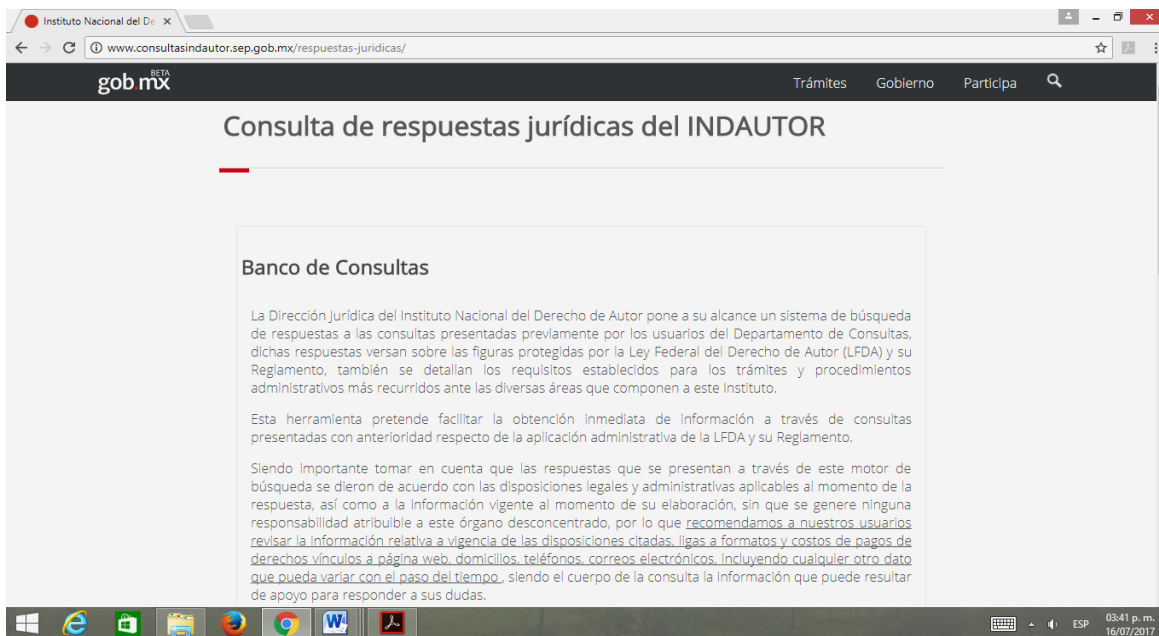 Instituto Nacional del De
www.consultasindautor.sep.gob.mx/respuestas-juridicas/
gob.mx BETA
Trámites Gobierno Participa
Consulta de respuestas jurídicas del INDAUTOR
Banco de Consultas
La Dirección Jurídica del Instituto Nacional del Derecho de Autor pone a su alcance un sistema de búsqueda
de respuestas a las consultas presentadas previamente por los usuarios del Departamento de Consultas,
dichas respuestas versan sobre las figuras protegidas por la Ley Federal del Derecho de Autor (LFDA) y su
Reglamento, también se detallan los requisitos establecidos para los trámites y procedimientos
administrativos más recurridos ante las diversas áreas que componen a este Instituto.
Esta herramienta pretende facilitar la obtención inmediata de información a través de consultas
presentadas con anterioridad respecto de la aplicación administrativa de la LFDA y su Reglamento.
Siendo importante tomar en cuenta que las respuestas que se presentan a través de este motor de
búsqueda se dieron de acuerdo con las disposiciones legales y administrativas aplicables al momento de la
respuesta, así como a la información vigente al momento de su elaboración, sin que se genere ninguna
responsabilidad atribuible a este órgano desconcentrado, por lo que recomendamos a nuestros usuarios
revisar la información relativa a vigencia de las disposiciones citadas, ligas a formatos y costos de pagos de
derechos vínculos a página web, domicilios, teléfonos, correos electrónicos, incluyendo cualquier otro dato
que pueda variar con el paso del tiempo , siendo el cuerpo de la consulta la información que puede resultar
de apoyo para responder a sus dudas.
ESP
03:41 p. m.
16/07/2017